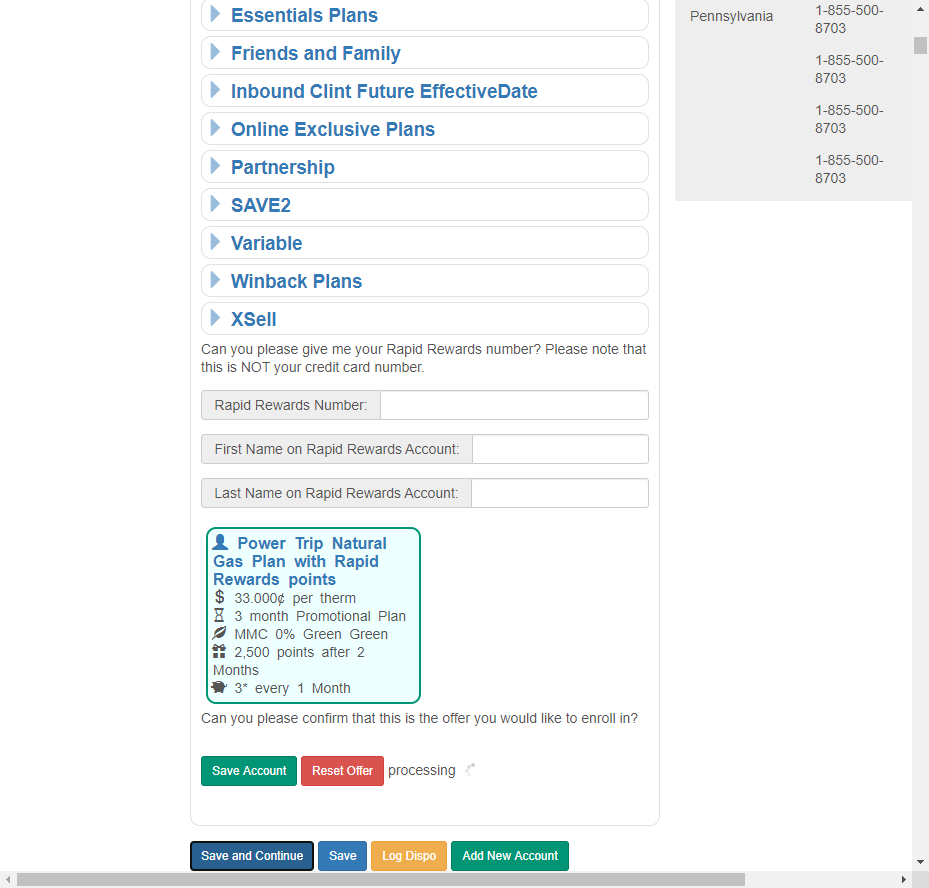 Essentials Plans
Friends and Family
Inbound Clint Future EffectiveDate
Online Exclusive Plans
Partnership
SAVE2
Variable
Winback Plans
XSell
Can you please give me your Rapid Rewards number? Please note that
this is NOT your credit card number.
Rapid Rewards Number:
First Name on Rapid Rewards Account:
Last Name on Rapid Rewards Account:
Power Trip Natural
Gas Plan with Rapid
Rewards points
33.000¢ per therm
3 month Promotional Plan
MMC 0% Green Green
2,500 points after 2
Months
3* every 1 Month
Can you please confirm that this is the offer you would like to enroll in?
Save Account Reset Offer processing
Save and Continue Save Log Dispo Add New Account
Pennsylvania 1-855-500-
8703
1-855-500-
8703
1-855-500-
8703
1-855-500-
8703